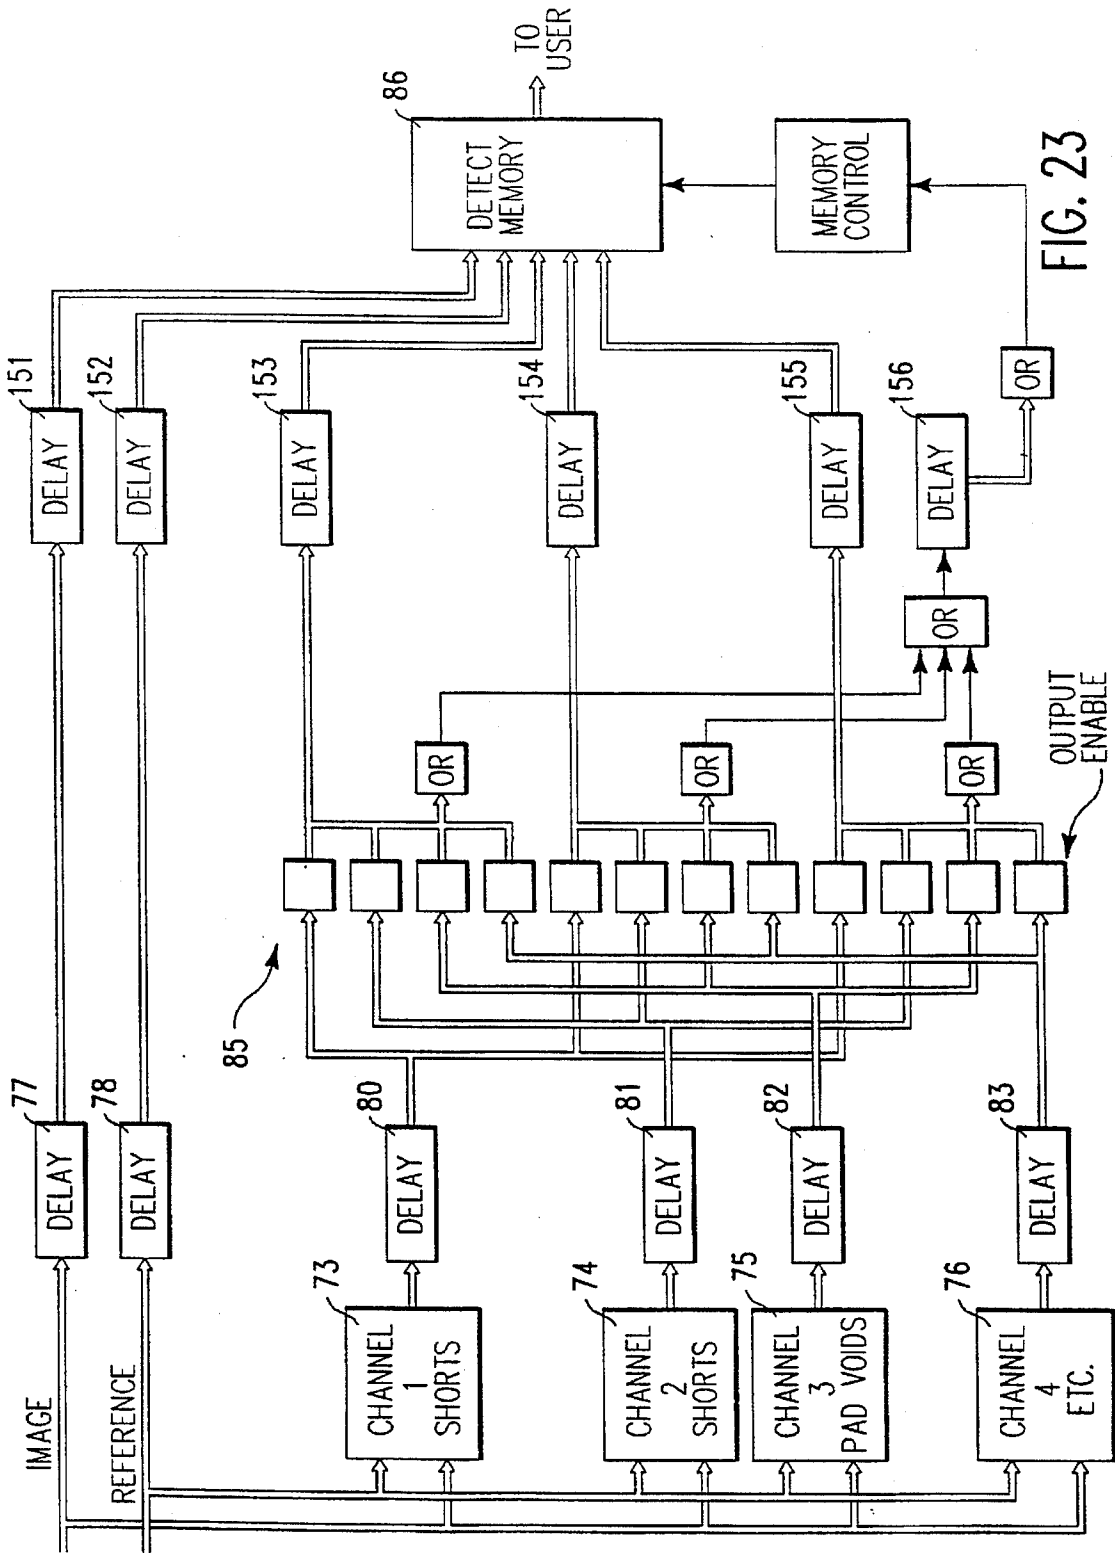 IMAGE
REFERENCE
77
DELAY
78
DELAY
151
DELAY
152
DELAY
73
CHANNEL
1
SHORTS
80
DELAY
74
CHANNEL
2
SHORTS
81
DELAY
75
CHANNEL
3
PAD VOIDS
82
DELAY
76
CHANNEL
4
ETC.
83
DELAY
85
OUTPUT
ENABLE
OR
OR
OR
OR
153
DELAY
154
DELAY
155
DELAY
156
DELAY
OR
86
DETECT
MEMORY
TO
USER
MEMORY
CONTROL
FIG. 23